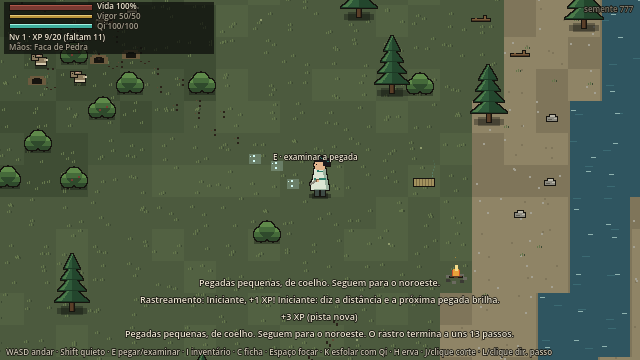 Vida 100%
semente 777
Vigor 50/50
Qi 100/100
Nv 1 · XP 9/20 (faltam 11)
Mãos: Faca de Pedra
E · examinar a pegada
Pegadas pequenas, de coelho. Seguem para o noroeste.
Rastreamento: Iniciante, +1 XP! Iniciante: diz a distância e a próxima pegada brilha.
+3 XP (pista nova)
Pegadas pequenas, de coelho. Seguem para o noroeste. O rastro termina a uns 13 passos.
WASD andar · Shift quieto · E pegar/examinar · I inventário · C ficha · Espaço focar · K esfolar com Qi · H erva · J/clique corte · L/clique dir. passo